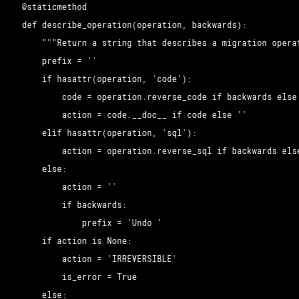 @staticmethod
def describe_operation(operation, backwards):
"""Return a string that describes a migration
prefix = ''
if hasattr(operation, 'code'):
code = operation.reverse_code if backwards else
action = code.__doc__ if code else ''
elif hasattr(operation, 'sql'):
action = operation.reverse_sql if backwards else
else:
action = ''
if backwards:
prefix = 'Undo '
if action is None:
action = 'IRREVERSIBLE'
is_error = True
else: